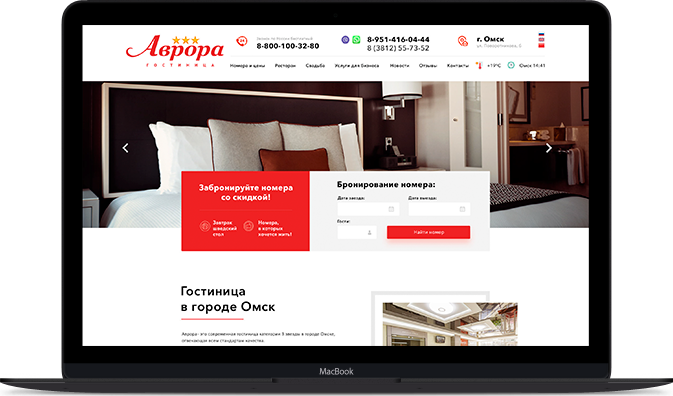 Аврора
ГОСТИНИЦА
Звонок по России бесплатный
8-800-100-32-80
8-951-416-04-44
8 (3812) 55-73-52
г. Омск
Номера и цены
Ресторан
Свадьба
Услуги для бизнеса
Новости
Отзывы
Контакты
+19°C
Омск 14:41
Забронируйте номера
со скидкой!
Завтрак
шведский
стол
Номера,
в которых
хочется жить!
Бронирование номера:
Дата заезда:
Дата выезда:
Гости:
Найти номер
Гостиница
в городе Омск
Аврора- это современная гостиница категории 3 звезды в городе Омске,
отвечающая всем стандартам качества.
MacBook